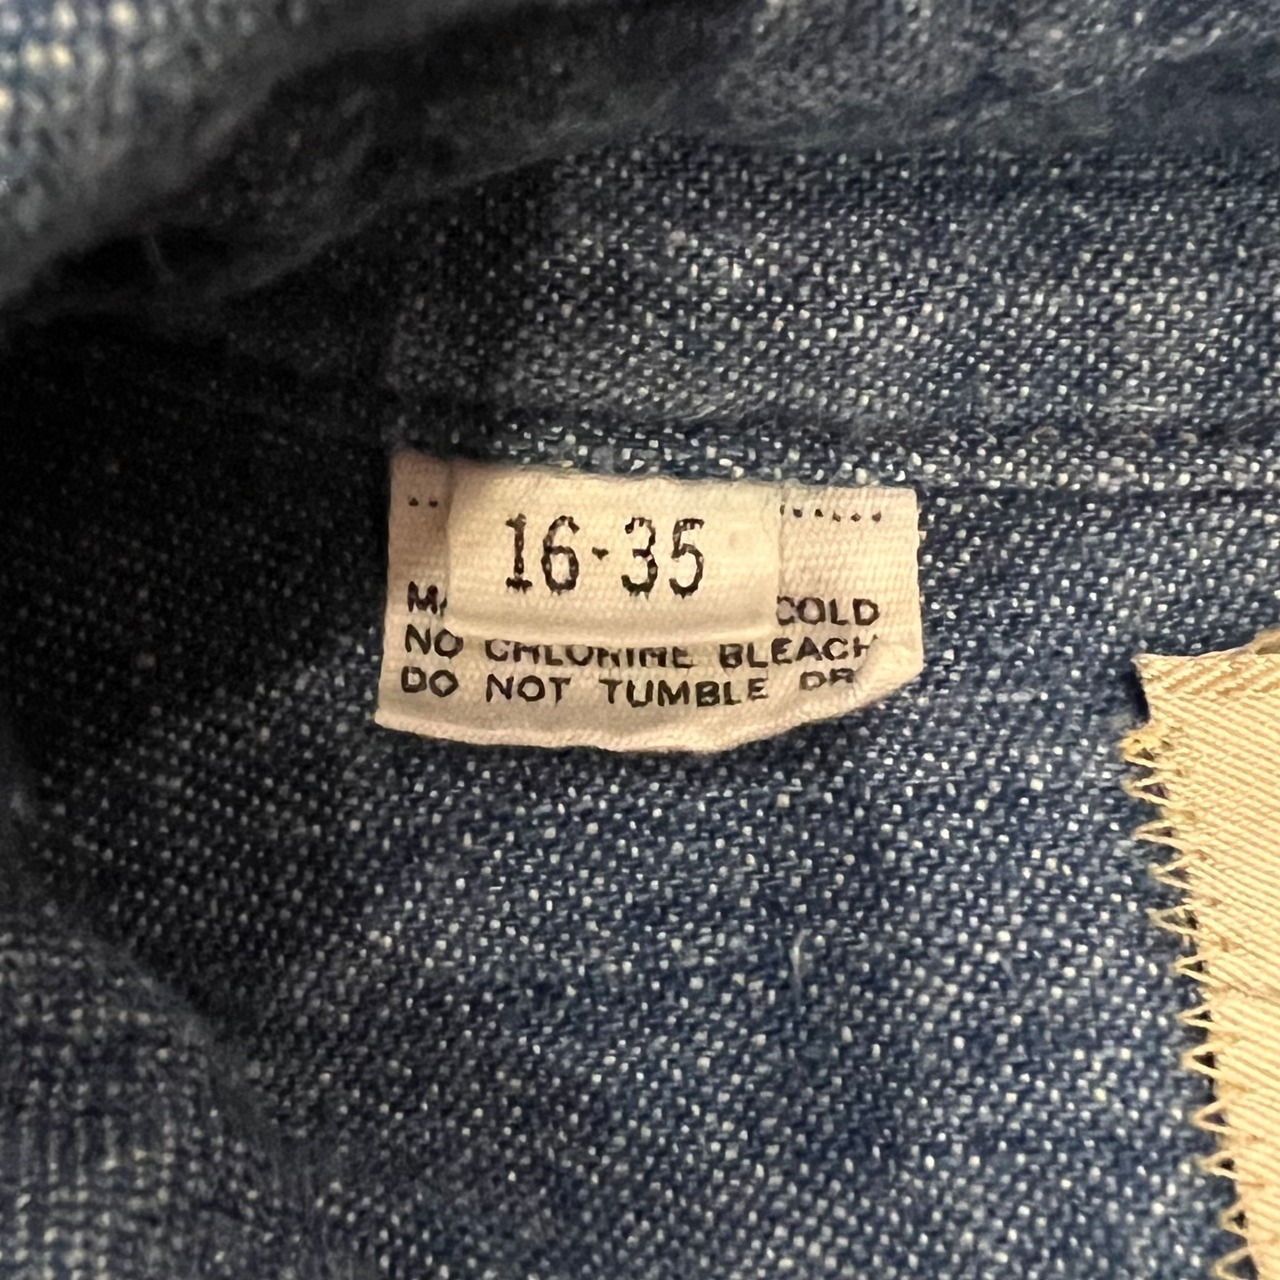 16-35
COLD
NO CHLORINE BLEACH
DO NOT TUMBLE